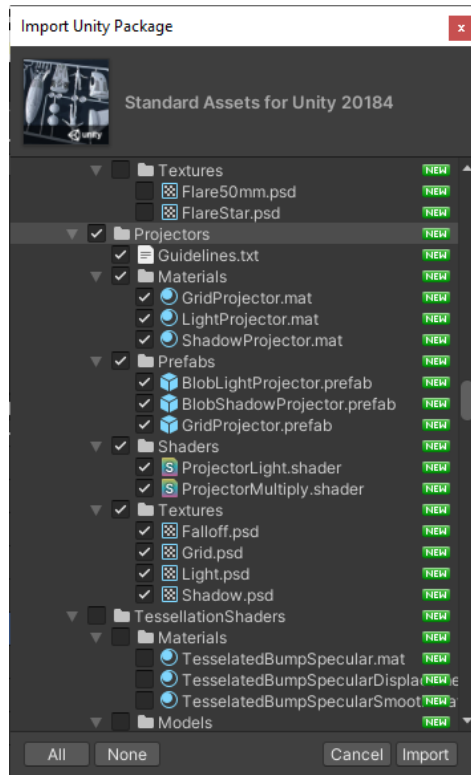 Import Unity Package
x
unity
Standard Assets for Unity 20184
Textures NEW
Flare50mm.psd NEW
FlareStar.psd NEW
Projectors NEW
Guidelines.txt NEW
Materials NEW
GridProjector.mat NEW
LightProjector.mat NEW
ShadowProjector.mat NEW
Prefabs NEW
BlobLightProjector.prefab NEW
BlobShadowProjector.prefab NEW
GridProjector.prefab NEW
Shaders NEW
S ProjectorLight.shader NEW
S ProjectorMultiply.shader NEW
Textures NEW
Falloff.psd NEW
Grid.psd NEW
Light.psd NEW
Shadow.psd NEW
TessellationShaders NEW
Materials NEW
TesselatedBumpSpecular.mat NEW
NEW
NEW
Models NEW
All None Cancel Import